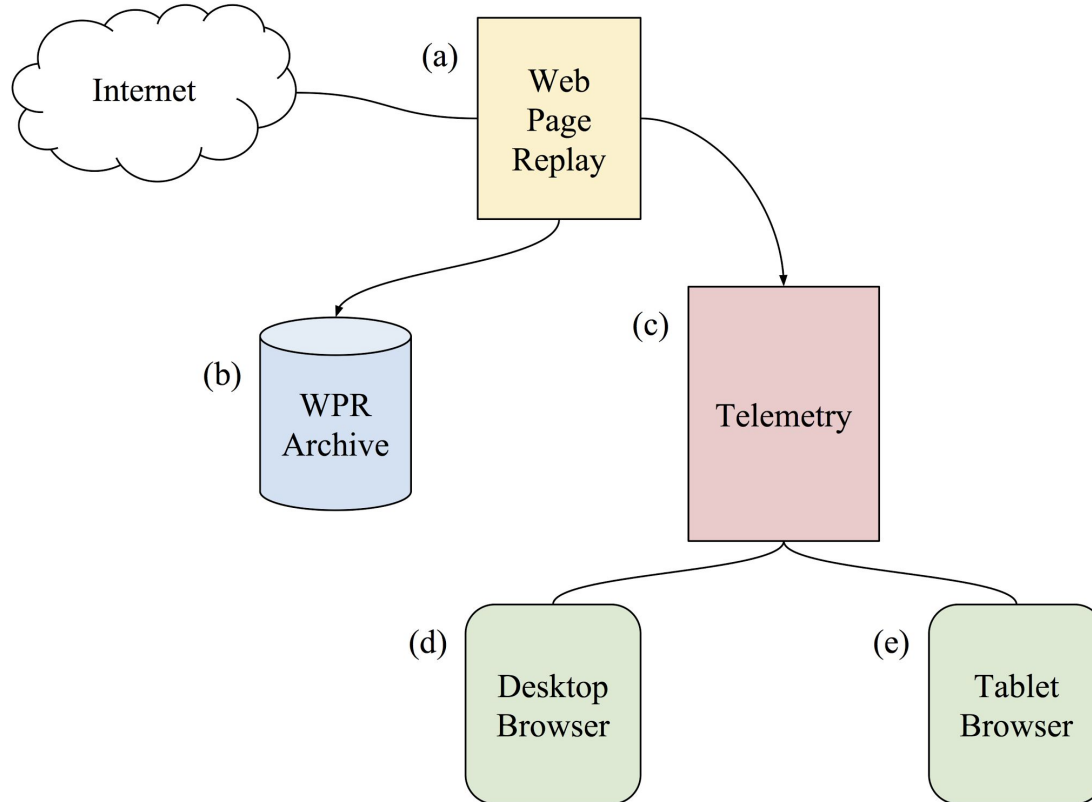 Internet
(a)
Web
Page
Replay
(b)
WPR
Archive
(c)
Telemetry
(d)
Desktop
Browser
(e)
Tablet
Browser